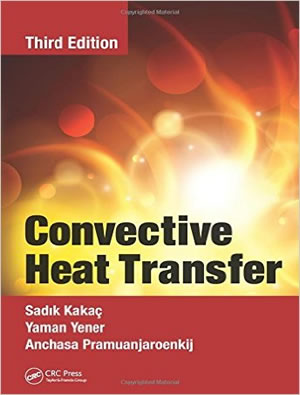 Third Edition
Convective
Heat Transfer
Sadık Kakaç
Yaman Yener
Anchasa Pramuanjaroenkij
CRC Press
Taylor & Francis Group